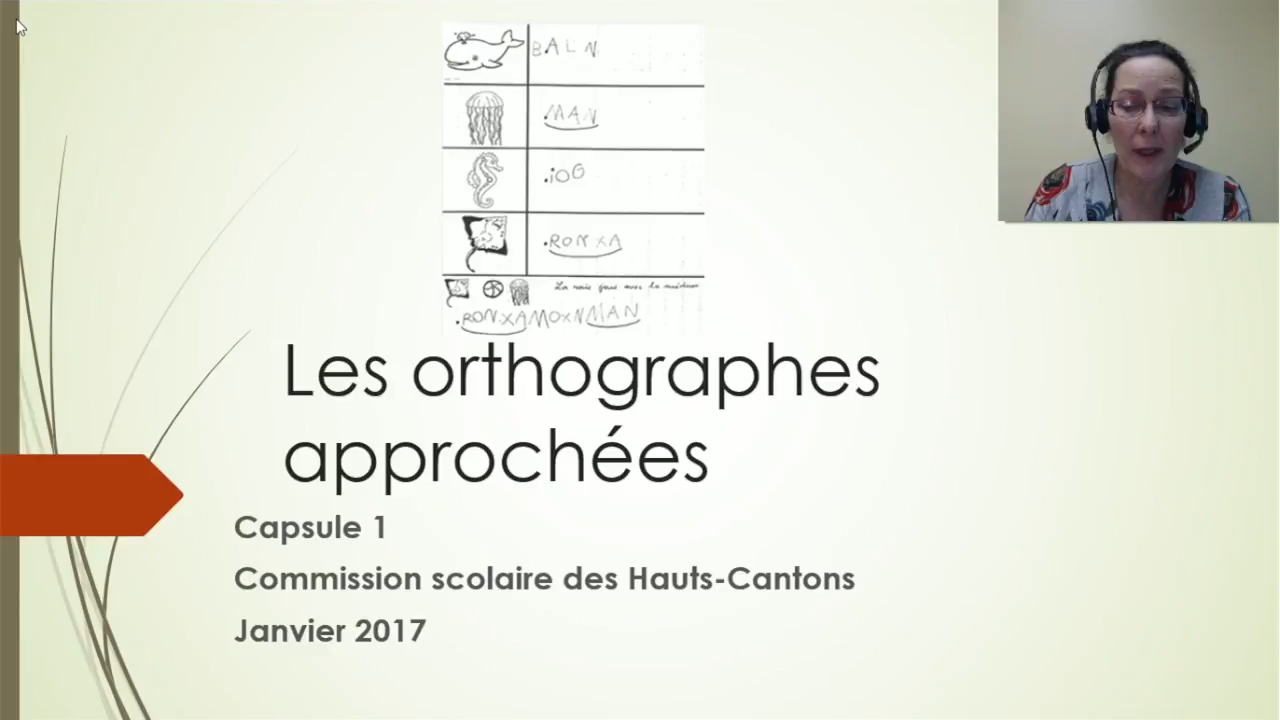 BALN
MAN
iOG
RONXA
La raie joue avec la méduse
RONXAMOXNMAN
Les orthographes
approchées
Capsule 1
Commission scolaire des Hauts-Cantons
Janvier 2017